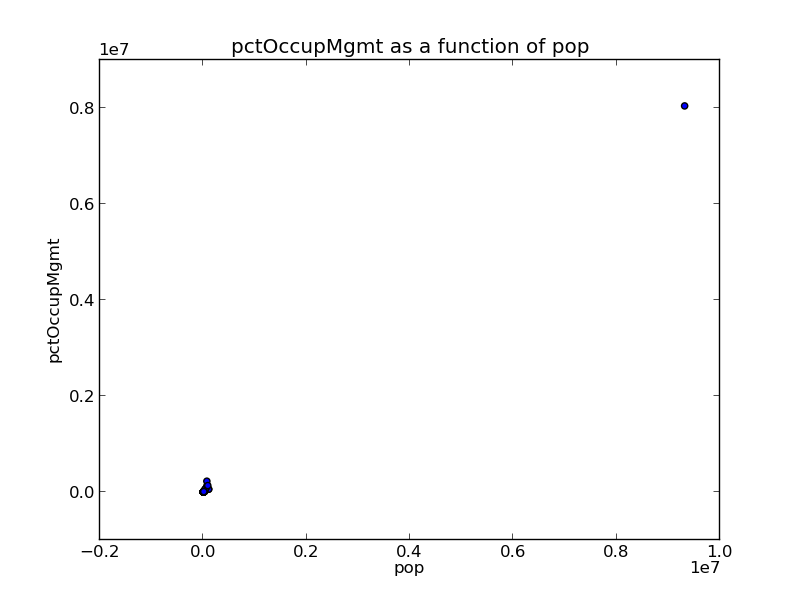 pctOccupMgmt as a function of pop
1e7
0.8
0.6
0.4
0.2
0.0
pctOccupMgmt
−0.2 0.0 0.2 0.4 0.6 0.8 1.0
pop
1e7